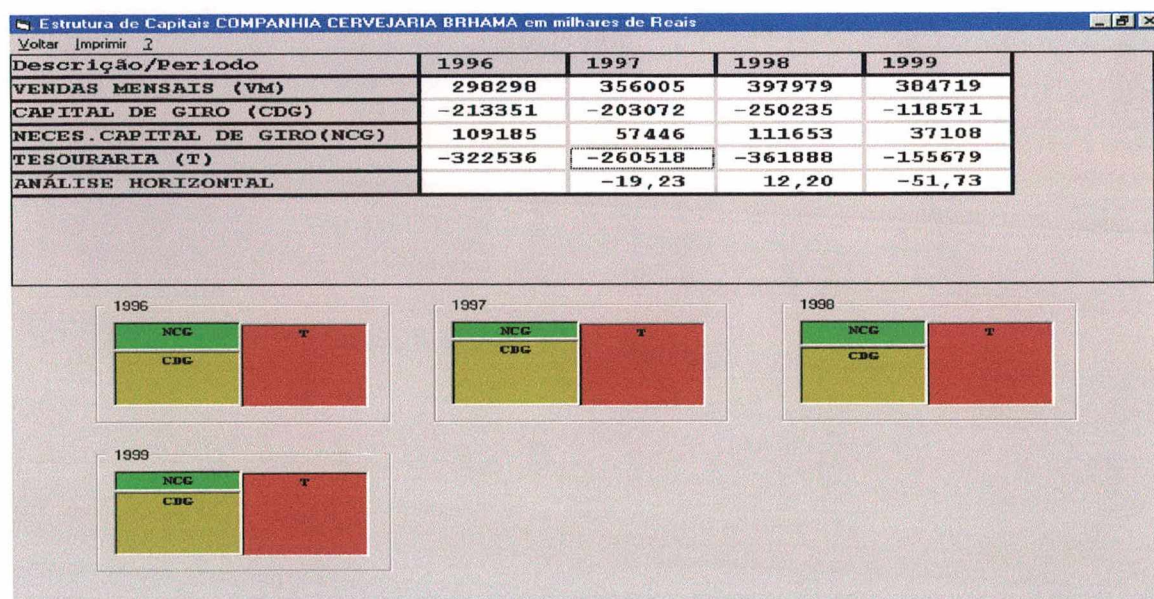 Estrutura de Capitais COMPANHIA CERVEJARIA BRHAMA em milhares de Reais
Voltar Imprimir ?
Descrição/Periodo 1996 1997 1998 1999
VENDAS MENSAIS (VM) 298298 356005 397979 384719
CAPITAL DE GIRO (CDG) -213351 -203072 -250235 -118571
NECES.CAPITAL DE GIRO(NCG) 109185 57446 111653 37108
TESOURARIA (T) -322536 -260518 -361888 -155679
ANÁLISE HORIZONTAL -19,23 12,20 -51,73
1996 1997 1998
NCG T NCG T NCG T
CDG CDG CDG
1999
NCG T
CDG